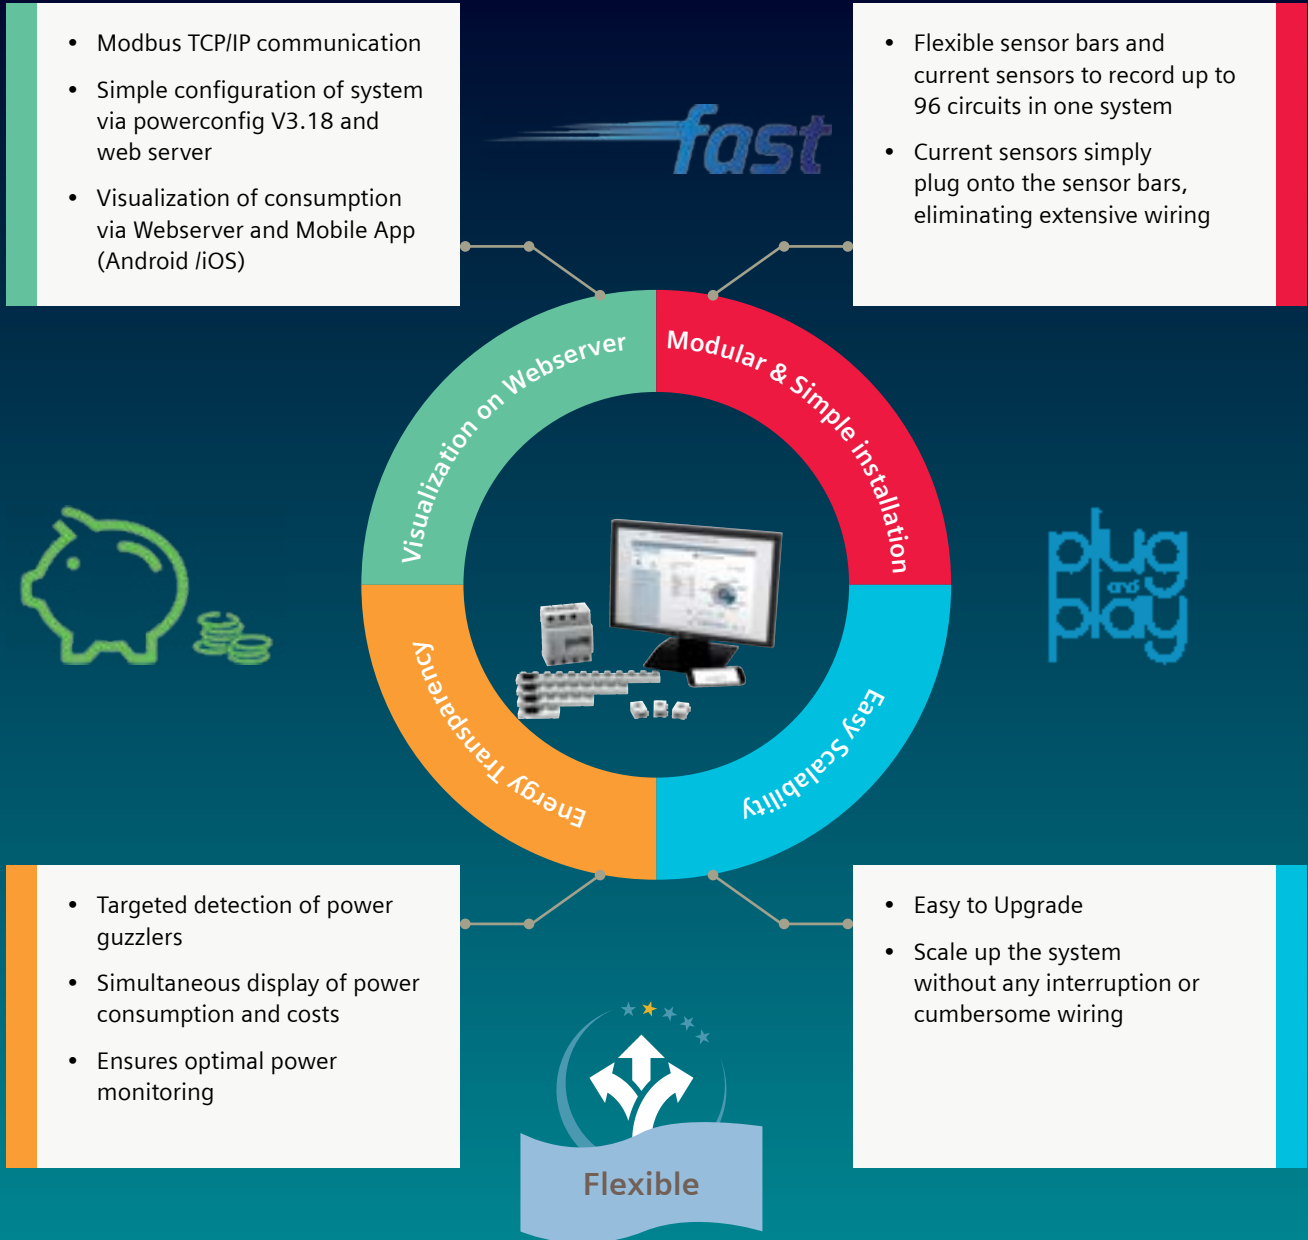 • Modbus TCP/IP communication
• Simple configuration of system
via powerconfig V3.18 and
web server
• Visualization of consumption
via Webserver and Mobile App
(Android /iOS)
fast
• Flexible sensor bars and
current sensors to record up to
96 circuits in one system
• Current sensors simply
plug onto the sensor bars,
eliminating extensive wiring
Visualization on Webserver
Modular & Simple installation
plug
and
play
Energy Transparency
Easy Scalability
• Targeted detection of power
guzzlers
• Simultaneous display of power
consumption and costs
• Ensures optimal power
monitoring
• Easy to Upgrade
• Scale up the system
without any interruption or
cumbersome wiring
Flexible